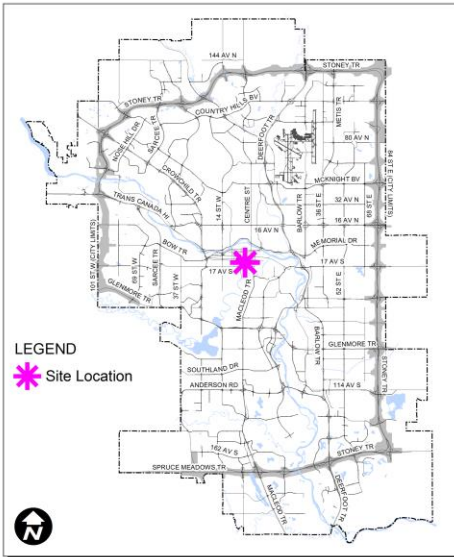 144 AV N
STONEY TR
STONEY TR
COUNTRY HILLS BV
NOSE HILL DR
SARCEE TR
DEERFOOT TR
METIS TR
80 AV N
CROWCHILD TR
MCKNIGHT BV
84 ST E (CITY LIMITS)
TRANS CANADA HI
14 ST W
CENTRE ST
BARLOW TR
36 ST E
32 AV N
68 ST E
16 AV N
16 AV N
101 ST W (CITY LIMITS)
BOW TR
MEMORIAL DR
SARCEE TR
69 ST W
37 ST W
17 AV S
17 AV S
GLENMORE TR
MACLEOD TR
52 ST E
LEGEND
Site Location
BARLOW TR
GLENMORE TR
SOUTHLAND DR
ANDERSON RD
114 AV S
STONEY TR
162 AV S
STONEY TR
SPRUCE MEADOWS TR
MACLEOD TR
DEERFOOT TR
N